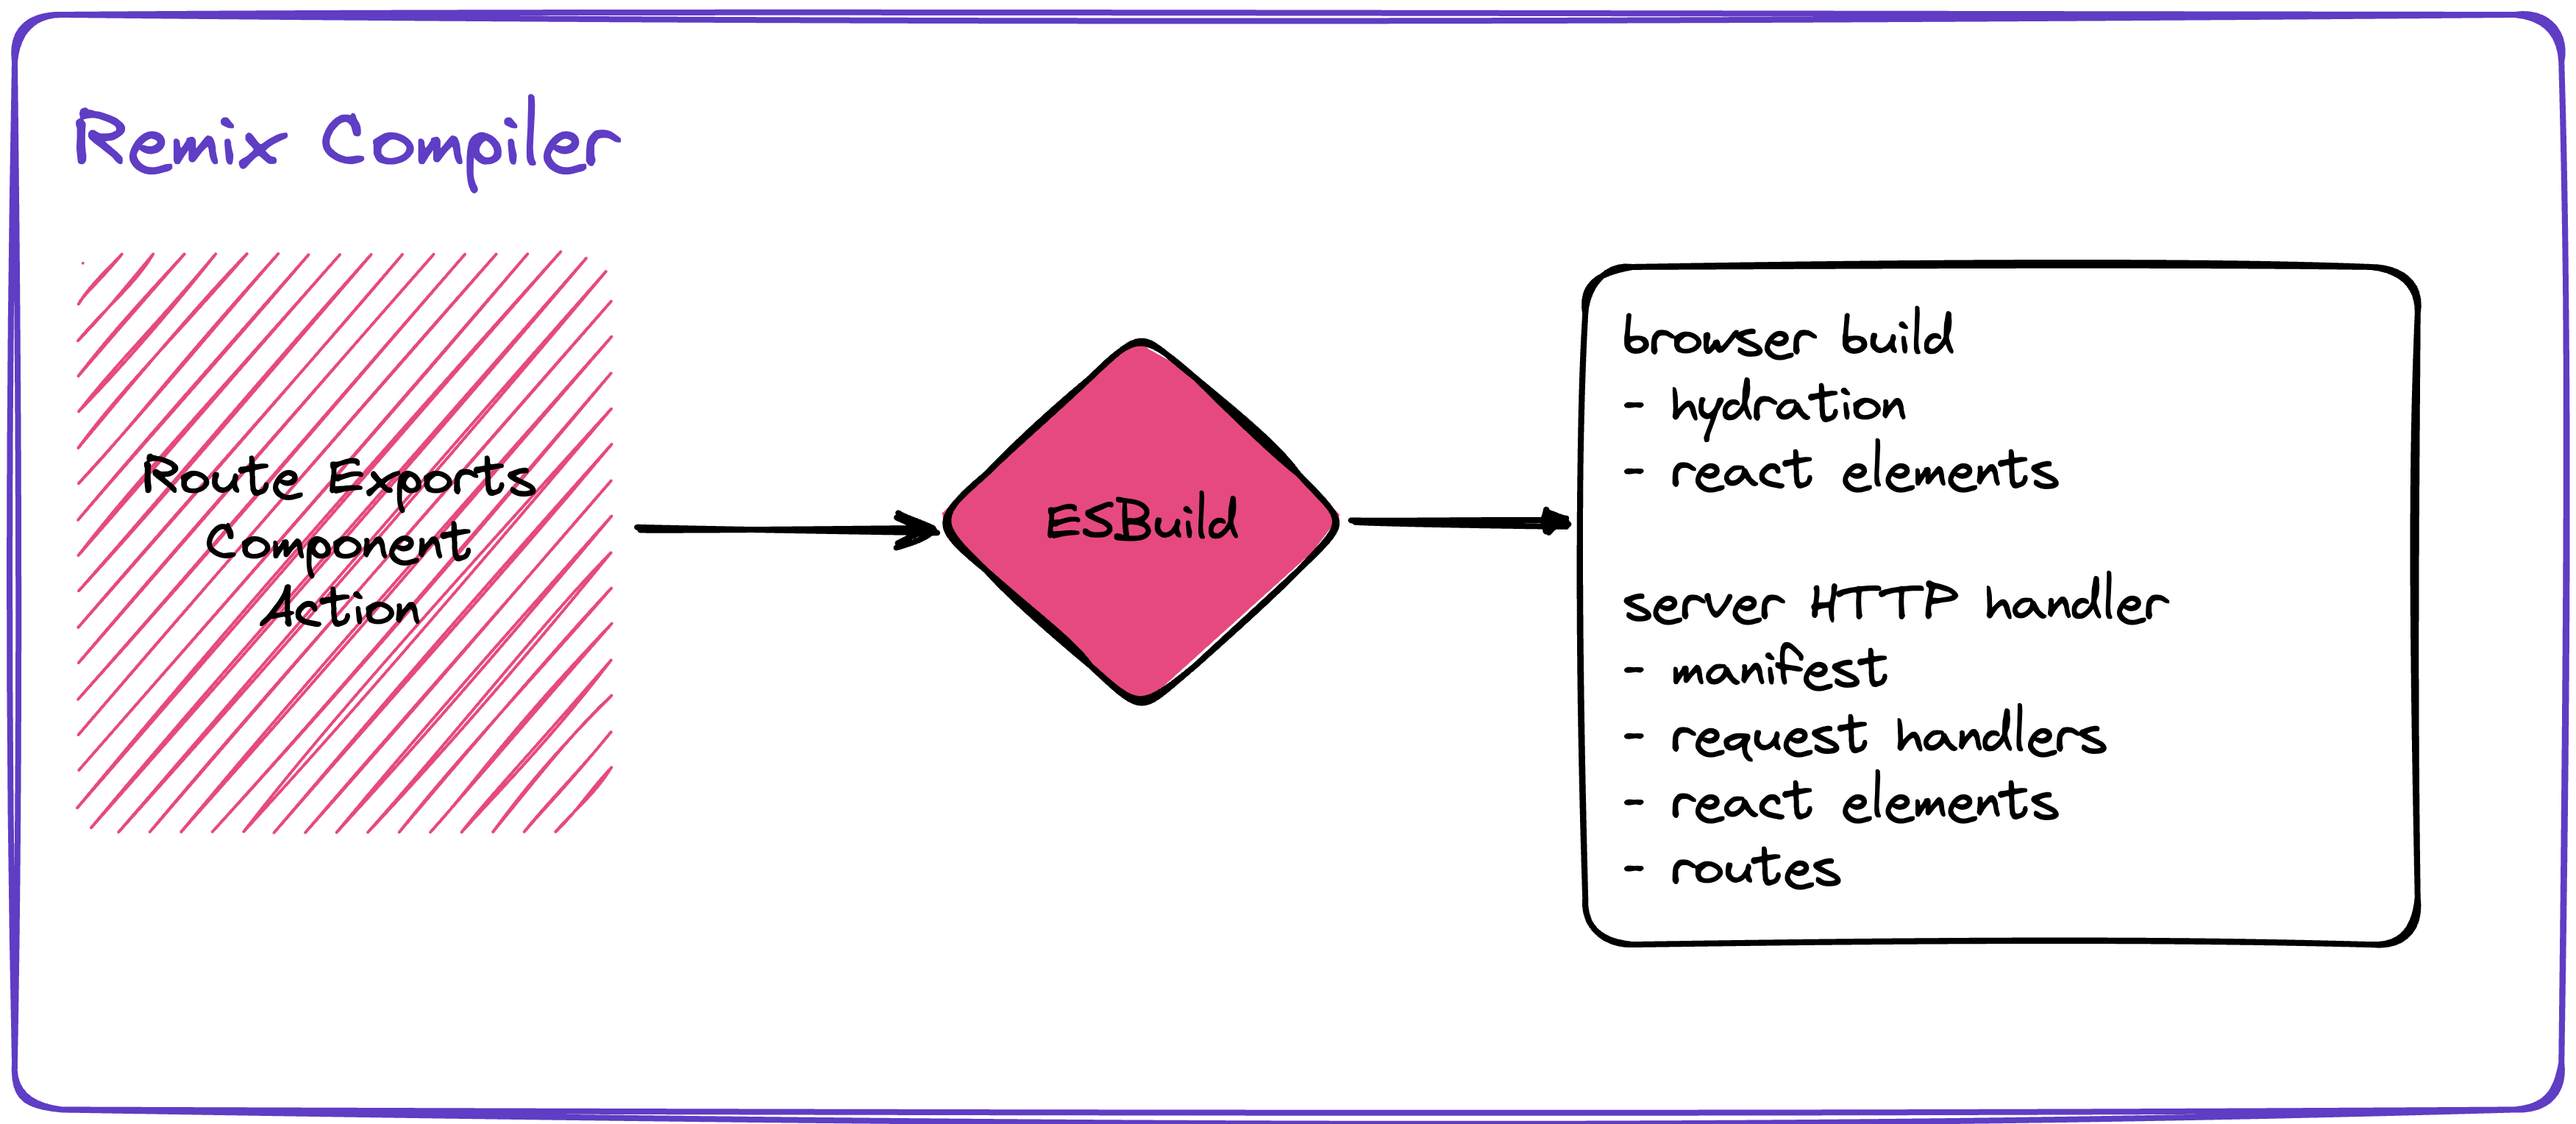 Remix Compiler
Route Exports
Component
Action
ESBuild
browser build
- hydration
- react elements
server HTTP handler
- manifest
- request handlers
- react elements
- routes